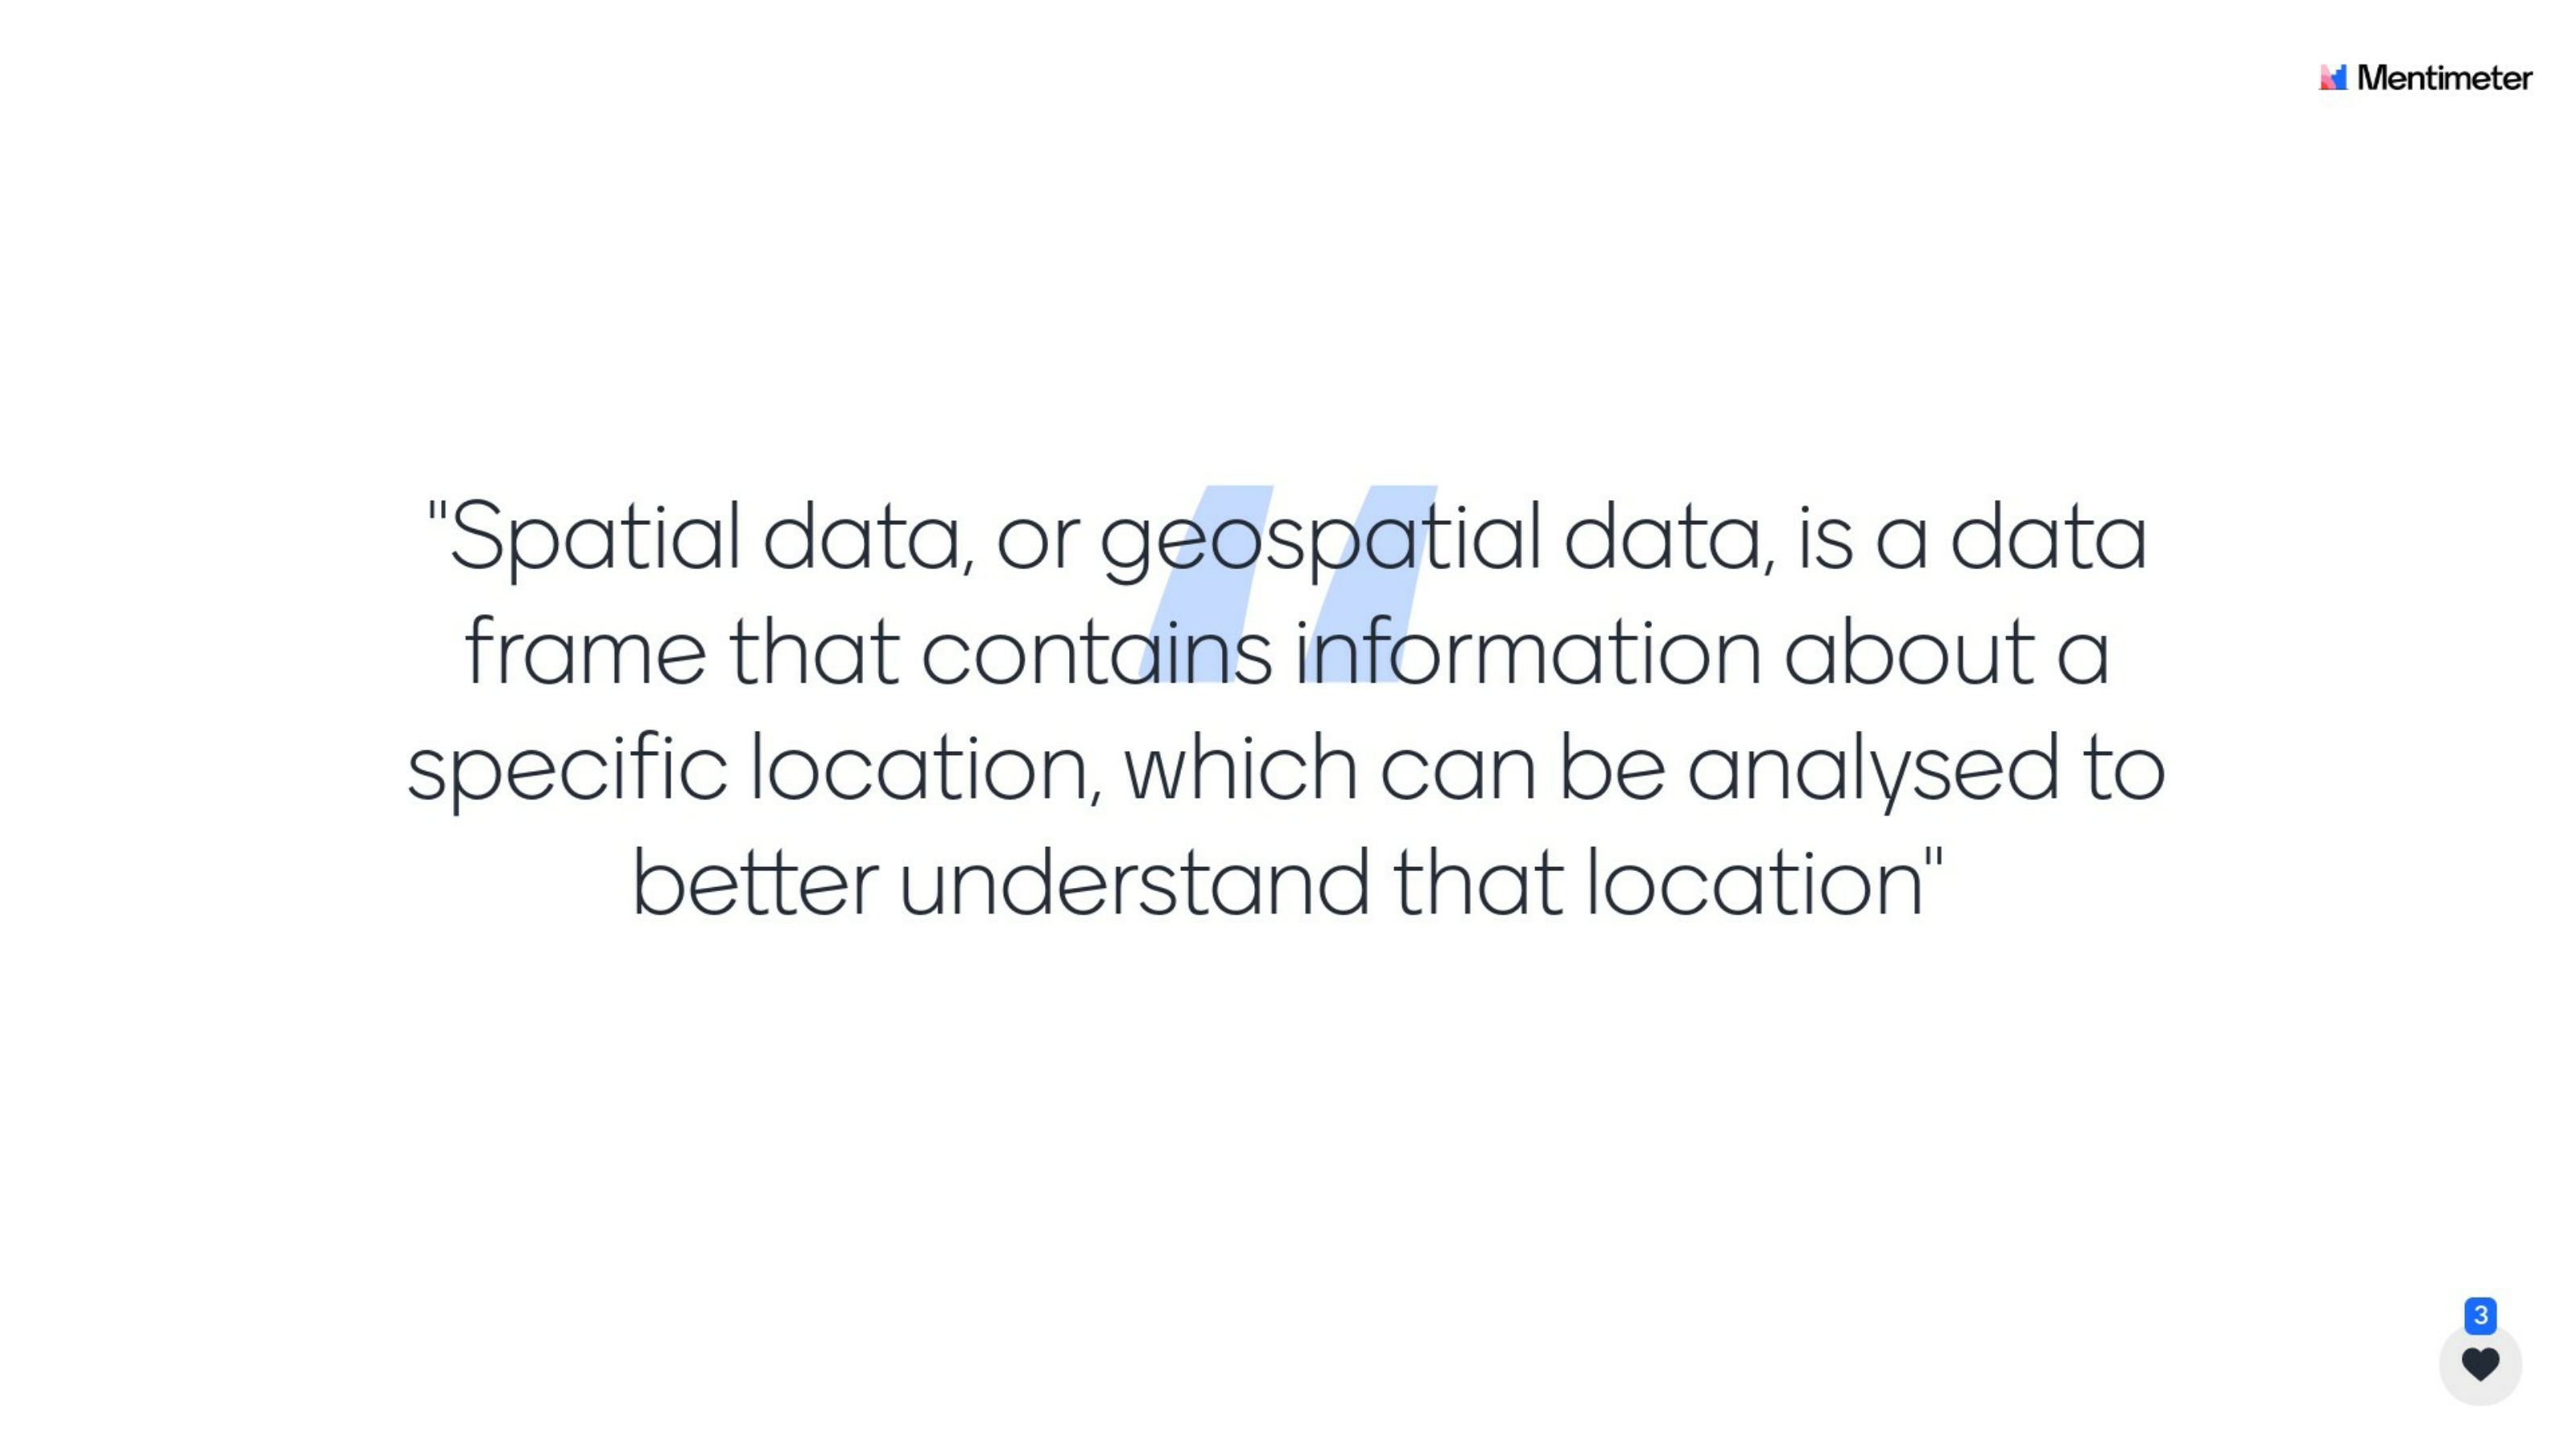 Mentimeter
"Spatial data, or geospatial data, is a data
frame that contains information about a
specific location, which can be analysed to
better understand that location"
3